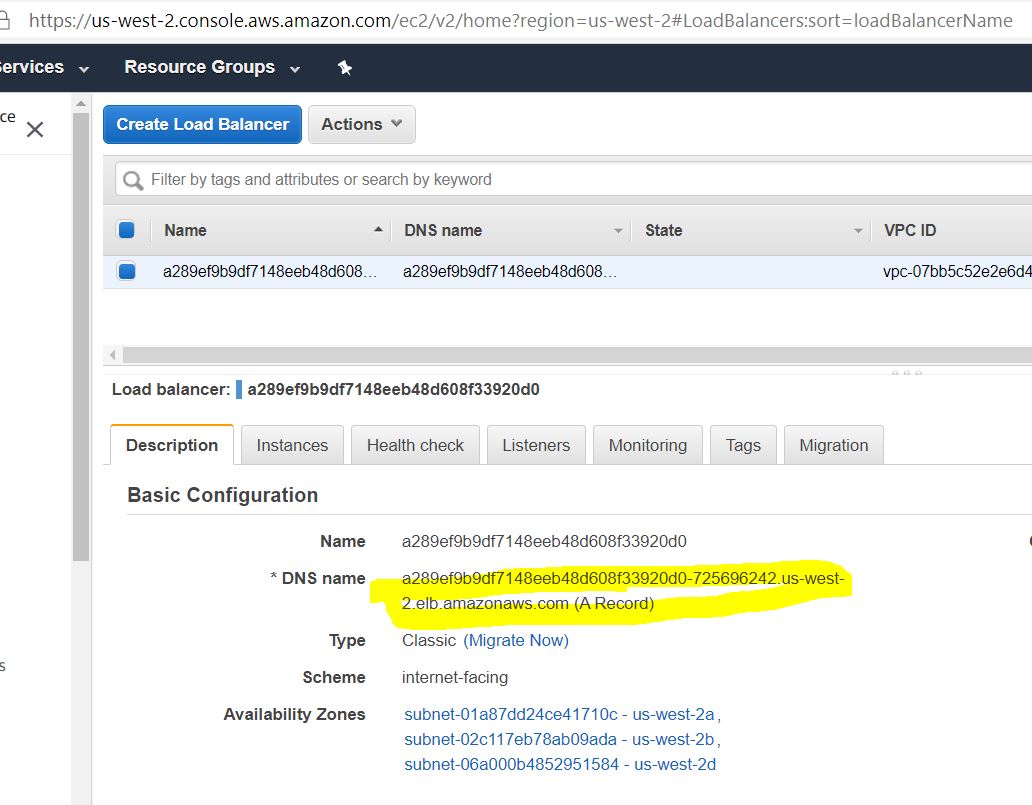 https://us-west-2.console.aws.amazon.com/ec2/v2/home?region=us-west-2#LoadBalancers:sort=loadBalancerName
ervices Resource Groups
ce
Create Load Balancer Actions
Filter by tags and attributes or search by keyword
Name DNS name State VPC ID
a289ef9b9df7148eeb48d608... a289ef9b9df7148eeb48d608... vpc-07bb5c52e2e6d4
Load balancer: a289ef9b9df7148eeb48d608f33920d0
Description Instances Health check Listeners Monitoring Tags Migration
Basic Configuration
Name a289ef9b9df7148eeb48d608f33920d0
* DNS name a289ef9b9df7148eeb48d608f33920d0-725696242.us-west-
2.elb.amazonaws.com (A Record)
Type Classic (Migrate Now)
Scheme internet-facing
s
Availability Zones subnet-01a87dd24ce41710c - us-west-2a,
subnet-02c117eb78ab09ada - us-west-2b,
subnet-06a000b4852951584 - us-west-2d